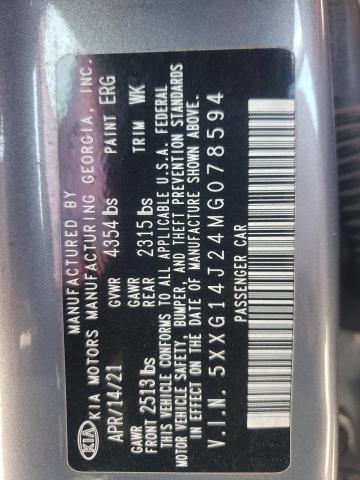 KIA
MANUFACTURED BY
KIA MOTORS MANUFACTURING GEORGIA, INC.
APR/14/21 GVWR 4354 lbs PAINT ERG
GAWR FRONT 2513 lbs GAWR REAR 2315 lbs TRIM WK
THIS VEHICLE CONFORMS TO ALL APPLICABLE U.S.A. FEDERAL
MOTOR VEHICLE SAFETY, BUMPER, AND THEFT PREVENTION STANDARDS
IN EFFECT ON THE DATE OF MANUFACTURE SHOWN ABOVE.
V.I.N. 5XXG14J24MG078594
PASSENGER CAR